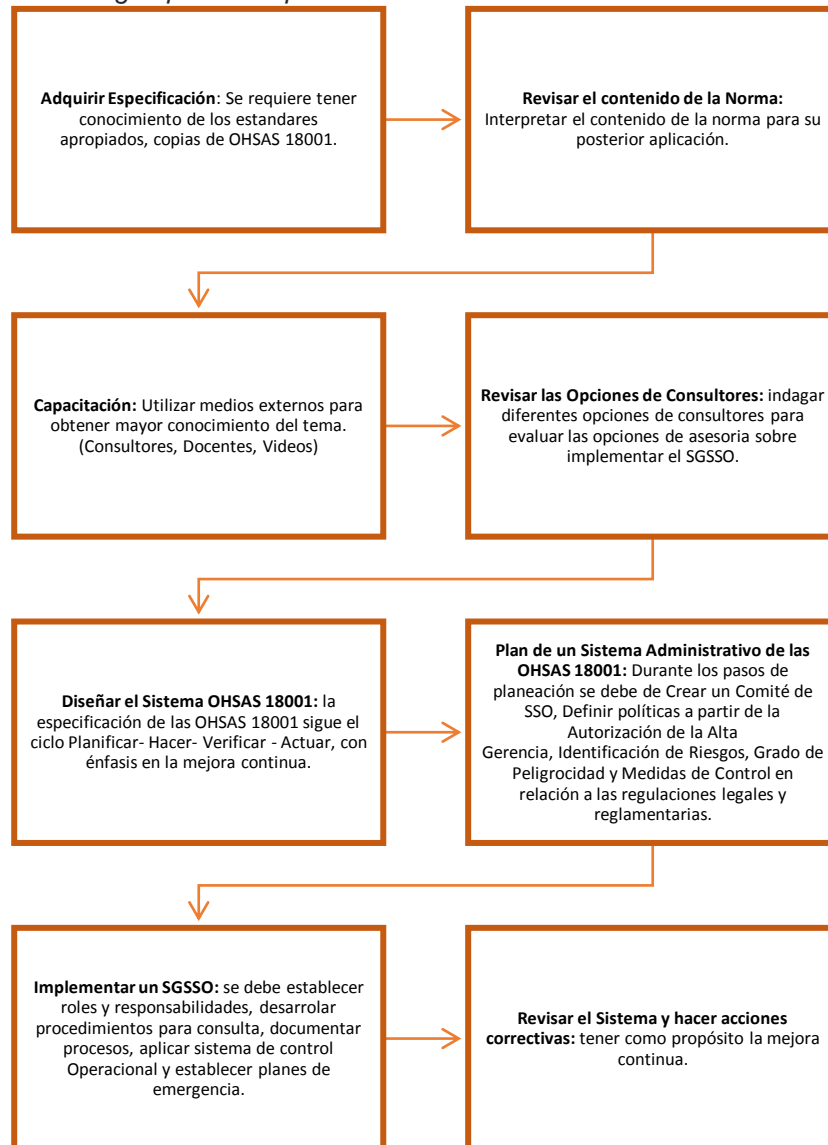 Adquirir Especificación: Se requiere tener
conocimiento de los estandares
apropiados, copias de OHSAS 18001.
Revisar el contenido de la Norma:
Interpretar el contenido de la norma para su
posterior aplicación.
Capacitación: Utilizar medios externos para
obtener mayor conocimiento del tema.
(Consultores, Docentes, Videos)
Revisar las Opciones de Consultores: indagar
diferentes opciones de consultores para
evaluar las opciones de asesoria sobre
implementar el SGSSO.
Diseñar el Sistema OHSAS 18001: la
especificación de las OHSAS 18001 sigue el
ciclo Planificar- Hacer- Verificar - Actuar, con
énfasis en la mejora continua.
Plan de un Sistema Administrativo de las
OHSAS 18001: Durante los pasos de
planeación se debe de Crear un Comité de
SSO, Definir políticas a partir de la
Autorización de la Alta
Gerencia, Identificación de Riesgos, Grado de
Peligrocidad y Medidas de Control en
relación a las regulaciones legales y
reglamentarias.
Implementar un SGSSO: se debe establecer
roles y responsabilidades, desarrolar
procedimientos para consulta, documentar
procesos, aplicar sistema de control
Operacional y establecer planes de
emergencia.
Revisar el Sistema y hacer acciones
correctivas: tener como propósito la mejora
continua.